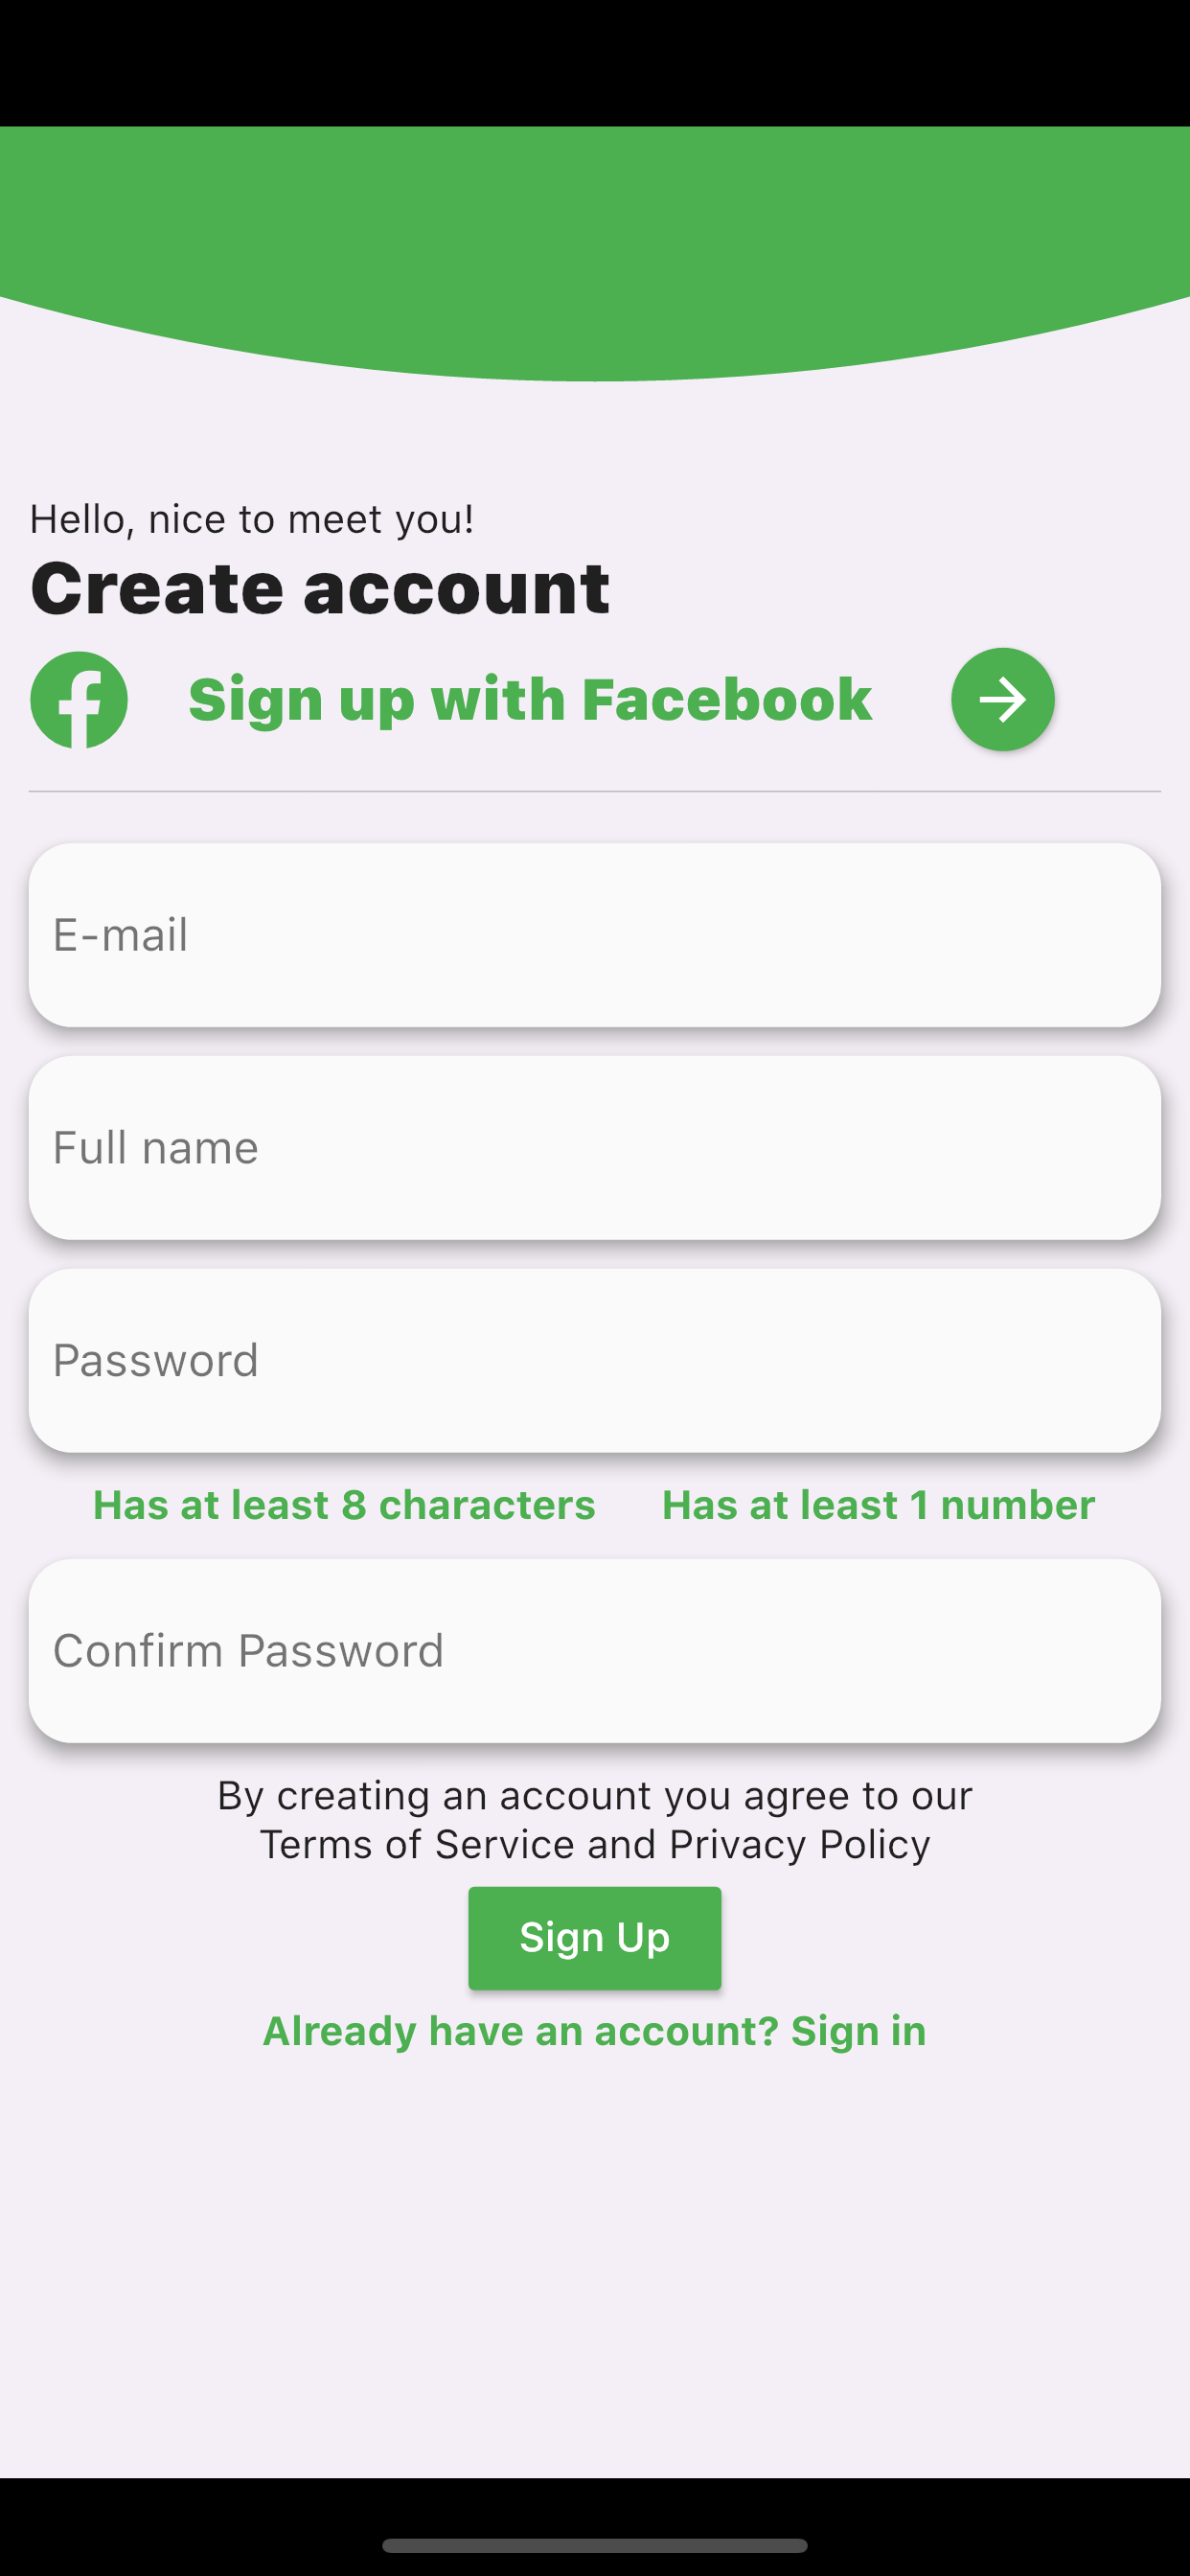 Hello, nice to meet you!
Create account
Sign up with Facebook
E-mail
Full name
Password
Has at least 8 characters Has at least 1 number
Confirm Password
By creating an account you agree to our
Terms of Service and Privacy Policy
Sign Up
Already have an account? Sign in